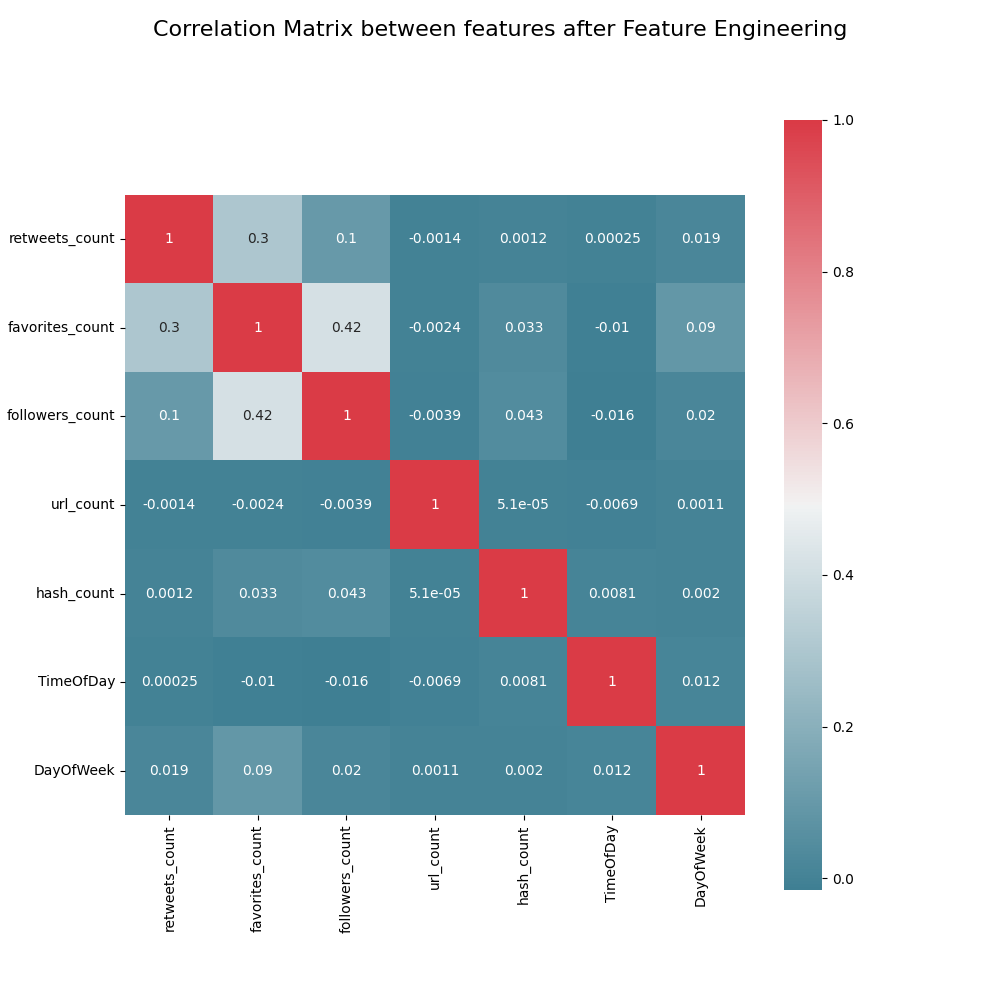 Correlation Matrix between features after Feature Engineering
1.0
retweets_count 1 0.3 0.1 -0.0014 0.0012 0.00025 0.019
0.8
favorites_count 0.3 1 0.42 -0.0024 0.033 -0.01 0.09
followers_count 0.1 0.42 1 -0.0039 0.043 -0.016 0.02
0.6
url_count -0.0014 -0.0024 -0.0039 1 5.1e-05 -0.0069 0.0011
0.4
hash_count 0.0012 0.033 0.043 5.1e-05 1 0.0081 0.002
TimeOfDay 0.00025 -0.01 -0.016 -0.0069 0.0081 1 0.012
0.2
DayOfWeek 0.019 0.09 0.02 0.0011 0.002 0.012 1
0.0
retweets_count
favorites_count
followers_count
url_count
hash_count
TimeOfDay
DayOfWeek